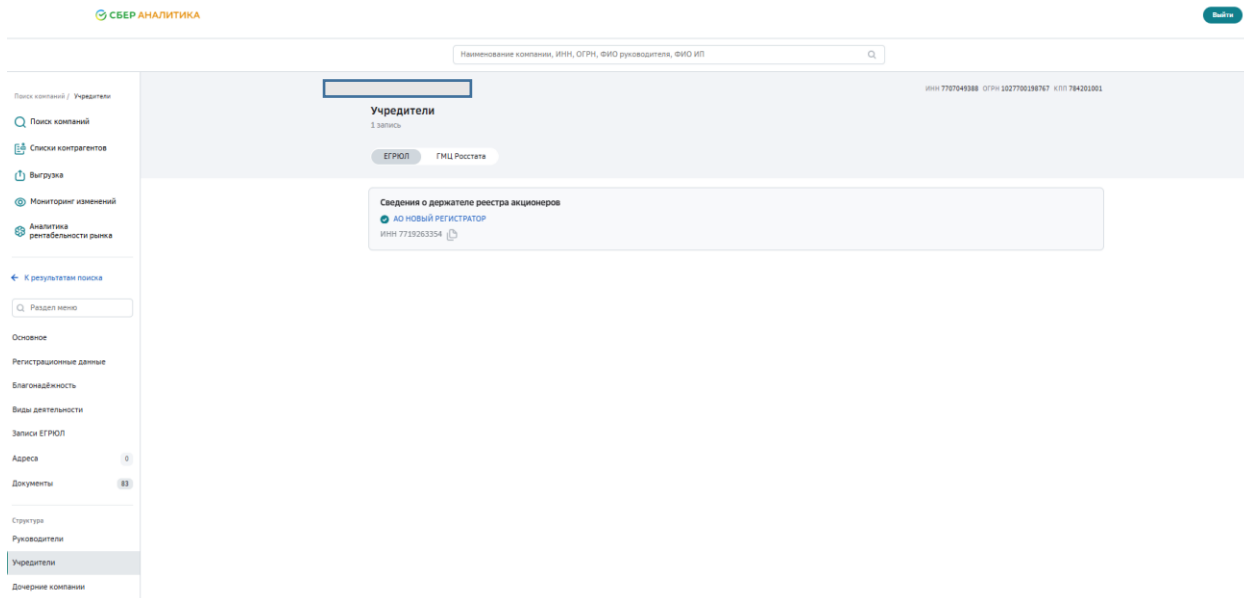 СБЕР АНАЛИТИКА
Выйти
Наименование компании, ИНН, ОГРН, ФИО руководителя, ФИО ИП
Поиск компаний / Учредители
Поиск компаний
Списки контрагентов
Выгрузка
Мониторинг изменений
Аналитика
рентабельности рынка
К результатам поиска
Раздел меню
Основное
Регистрационные данные
Благонадёжность
Виды деятельности
Записи ЕГРЮЛ
Адреса 0
Документы 83
Структура
Руководители
Учредители
Дочерние компании
ИНН 7707049388 ОГРН 1027700198767 КПП 784201001
Учредители
1 запись
ЕГРЮЛ ГМЦ Росстата
Сведения о держателе реестра акционеров
АО НОВЫЙ РЕГИСТРАТОР
ИНН 7719263354